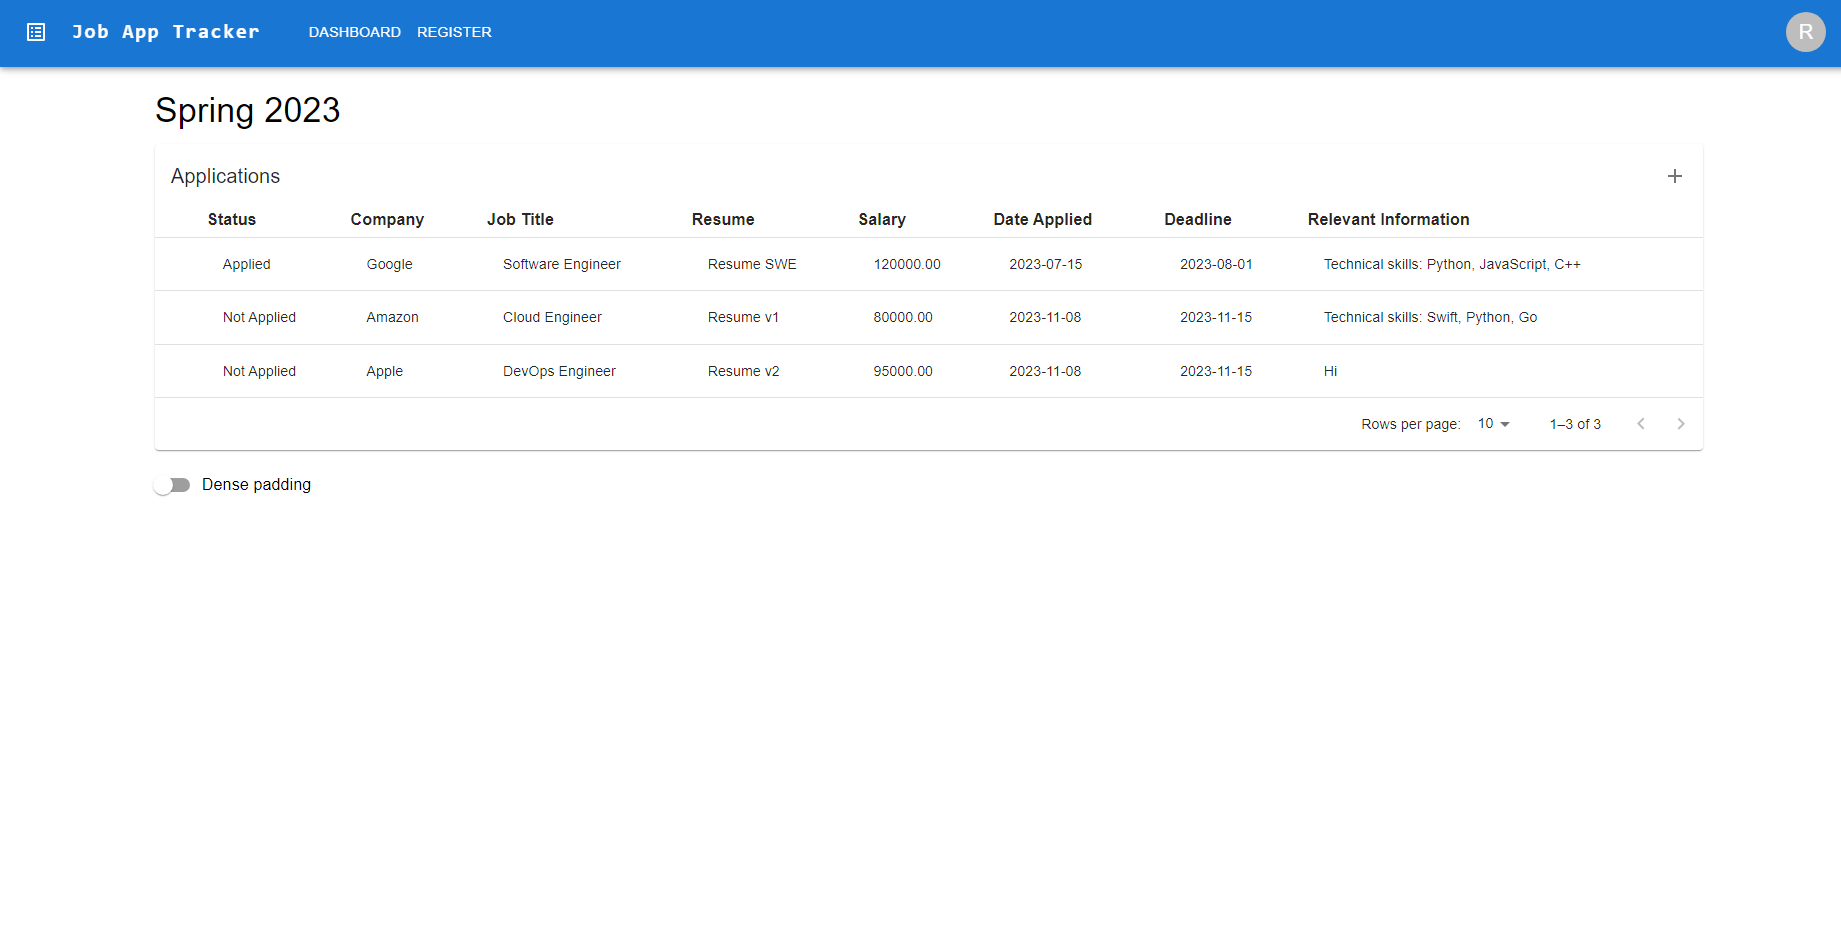 Job App Tracker DASHBOARD REGISTER R
Spring 2023
Applications
Status Company Job Title Resume Salary Date Applied Deadline Relevant Information
Applied Google Software Engineer Resume SWE 120000.00 2023-07-15 2023-08-01 Technical skills: Python, JavaScript, C++
Not Applied Amazon Cloud Engineer Resume v1 80000.00 2023-11-08 2023-11-15 Technical skills: Swift, Python, Go
Not Applied Apple DevOps Engineer Resume v2 95000.00 2023-11-08 2023-11-15 Hi
Rows per page: 10 1–3 of 3
Dense padding